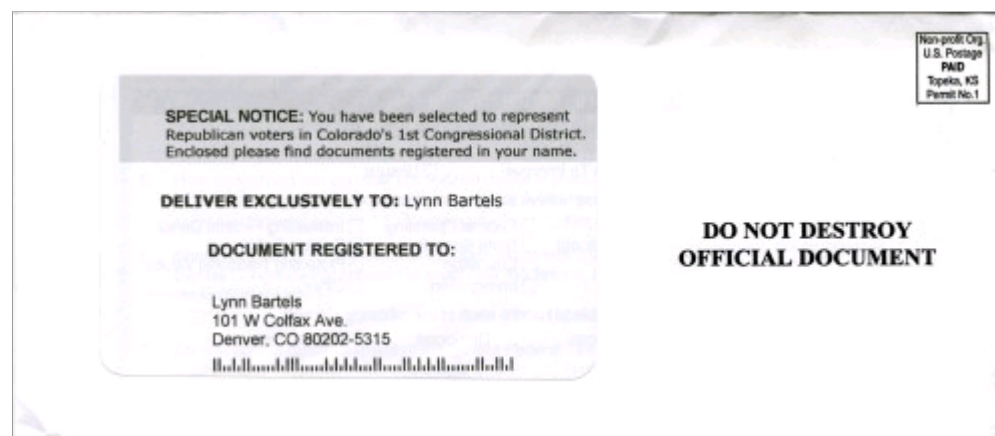 Non-profit Org.
U.S. Postage
PAID
Topeka, KS
Permit No.1
SPECIAL NOTICE: You have been selected to represent
Republican voters in Colorado's 1st Congressional District.
Enclosed please find documents registered in your name.
DELIVER EXCLUSIVELY TO: Lynn Bartels
DOCUMENT REGISTERED TO:
Lynn Bartels
101 W Colfax Ave.
Denver, CO 80202-5315
DO NOT DESTROY
OFFICIAL DOCUMENT